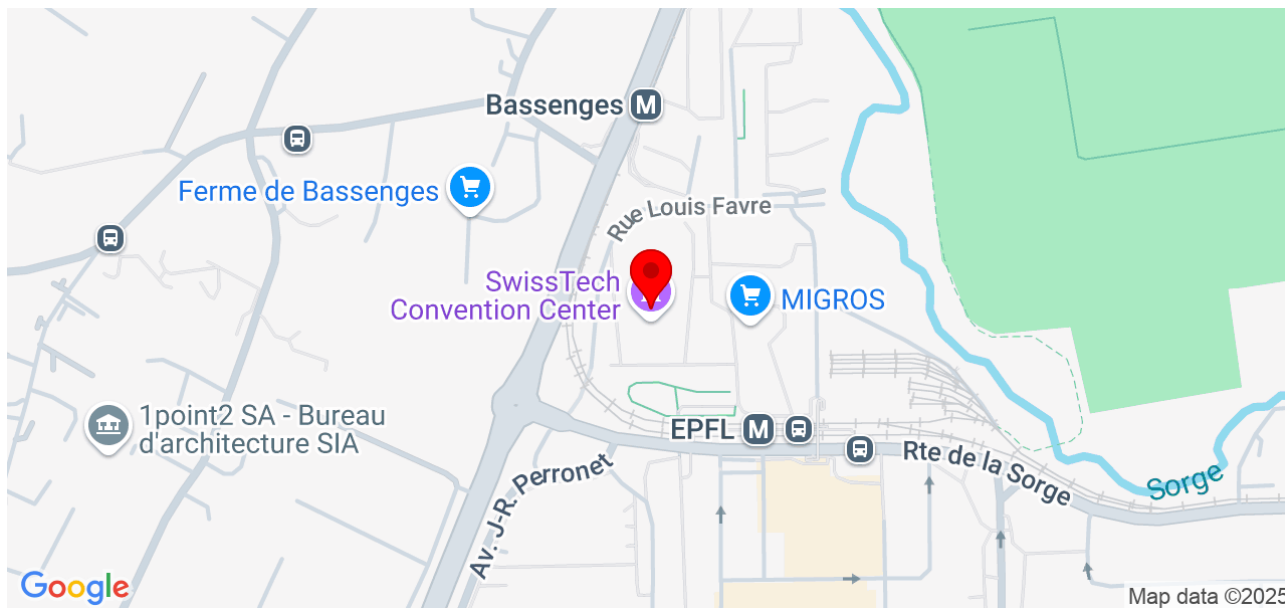 Bassenges M
Ferme de Bassenges
Rue Louis Favre
SwissTech
Convention Center
MIGROS
1point2 SA - Bureau
d'architecture SIA
EPFL M
Rte de la Sorge
Sorge
Av. J-R. Perronet
Google
Map data ©2025